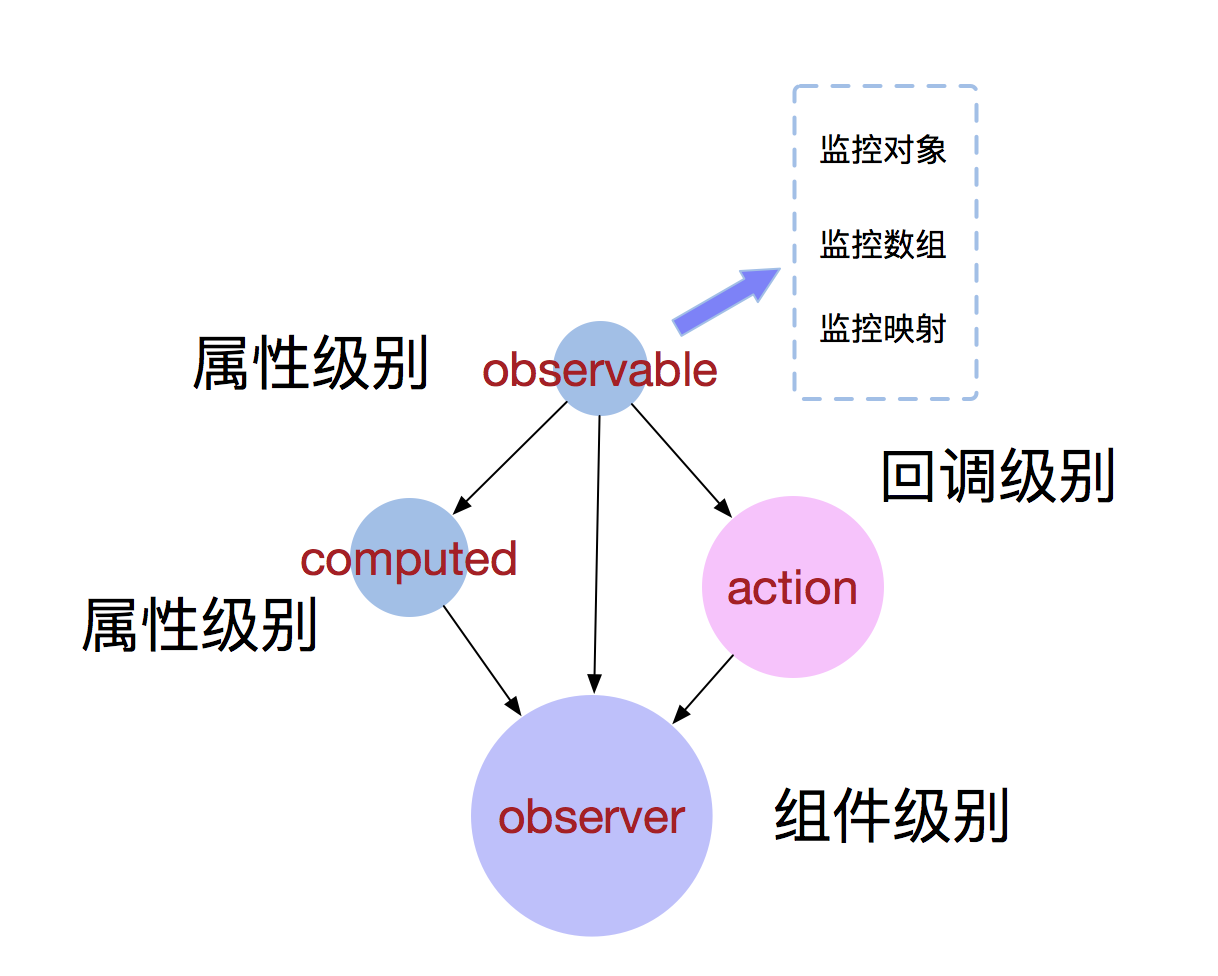 监控对象
监控数组
监控映射
属性级别
observable
回调级别
computed
action
属性级别
observer
组件级别